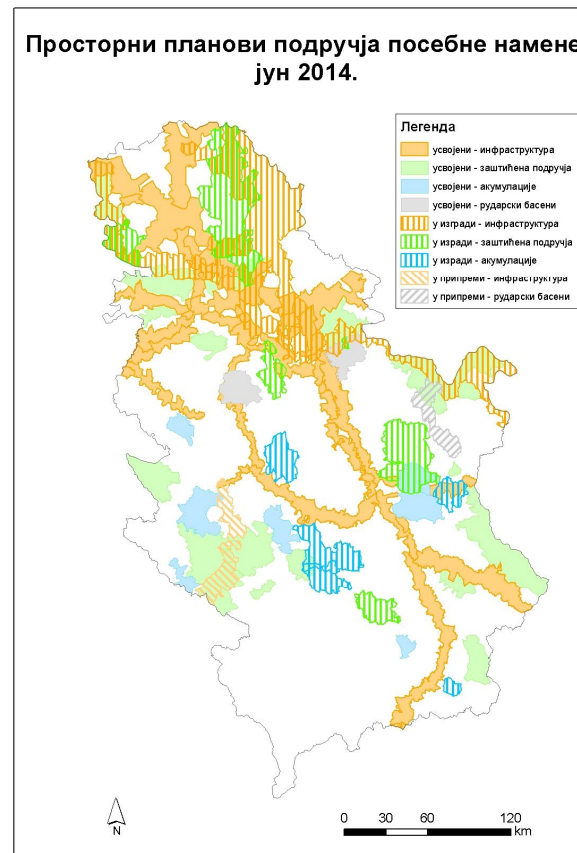 Просторни планови подручја посебне намене
јун 2014.
Легенда
усвојени - инфраструктура
усвојени - заштићена подручја
усвојени - акумулације
усвојени - рударски басени
у изгради - инфраструктура
у изради - заштићена подручја
у изради - акумулације
у припреми - инфраструктура
у припреми - рударски басени
N
0 30 60 120
km